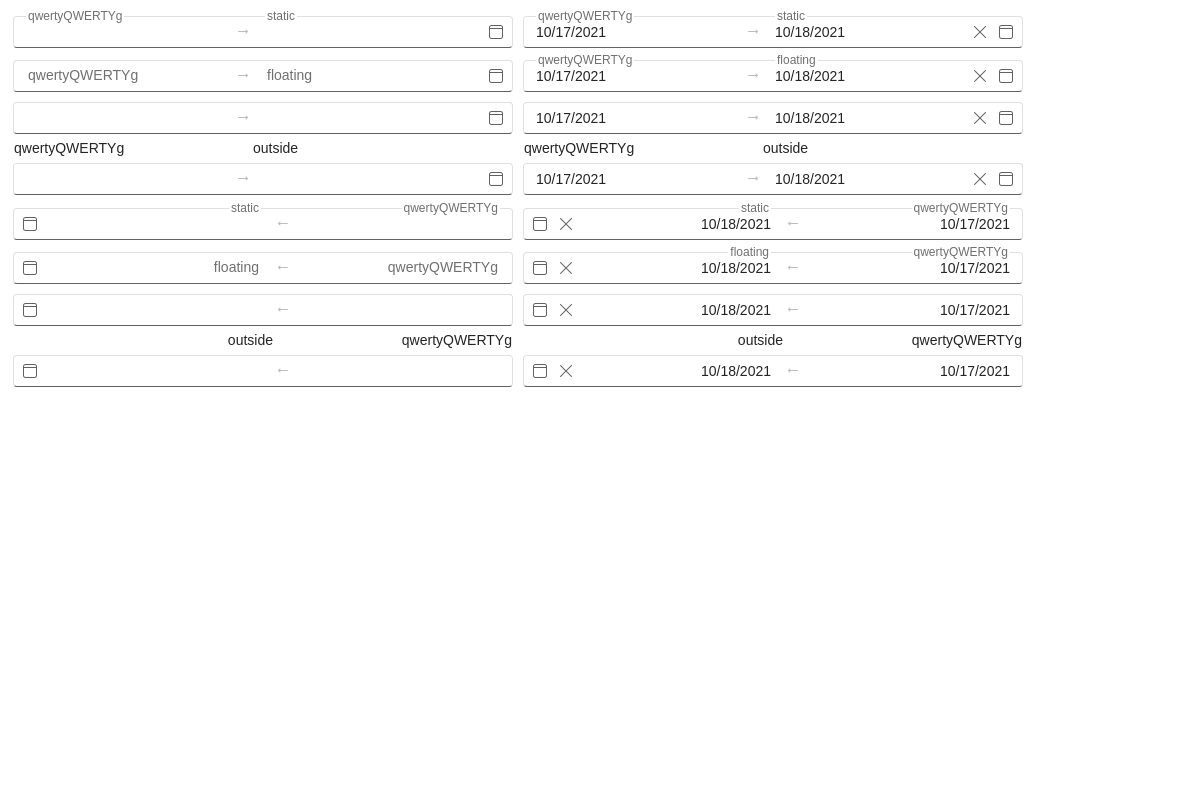 qwertyQWERTYg static qwertyQWERTYg static
→ 10/17/2021 → 10/18/2021
qwertyQWERTYg floating
qwertyQWERTYg → floating 10/17/2021 → 10/18/2021
→ 10/17/2021 → 10/18/2021
qwertyQWERTYg outside qwertyQWERTYg outside
→ 10/17/2021 → 10/18/2021
static qwertyQWERTYg static qwertyQWERTYg
← 10/18/2021 ← 10/17/2021
floating qwertyQWERTYg
floating ← qwertyQWERTYg 10/18/2021 ← 10/17/2021
← 10/18/2021 ← 10/17/2021
outside qwertyQWERTYg outside qwertyQWERTYg
← 10/18/2021 ← 10/17/2021